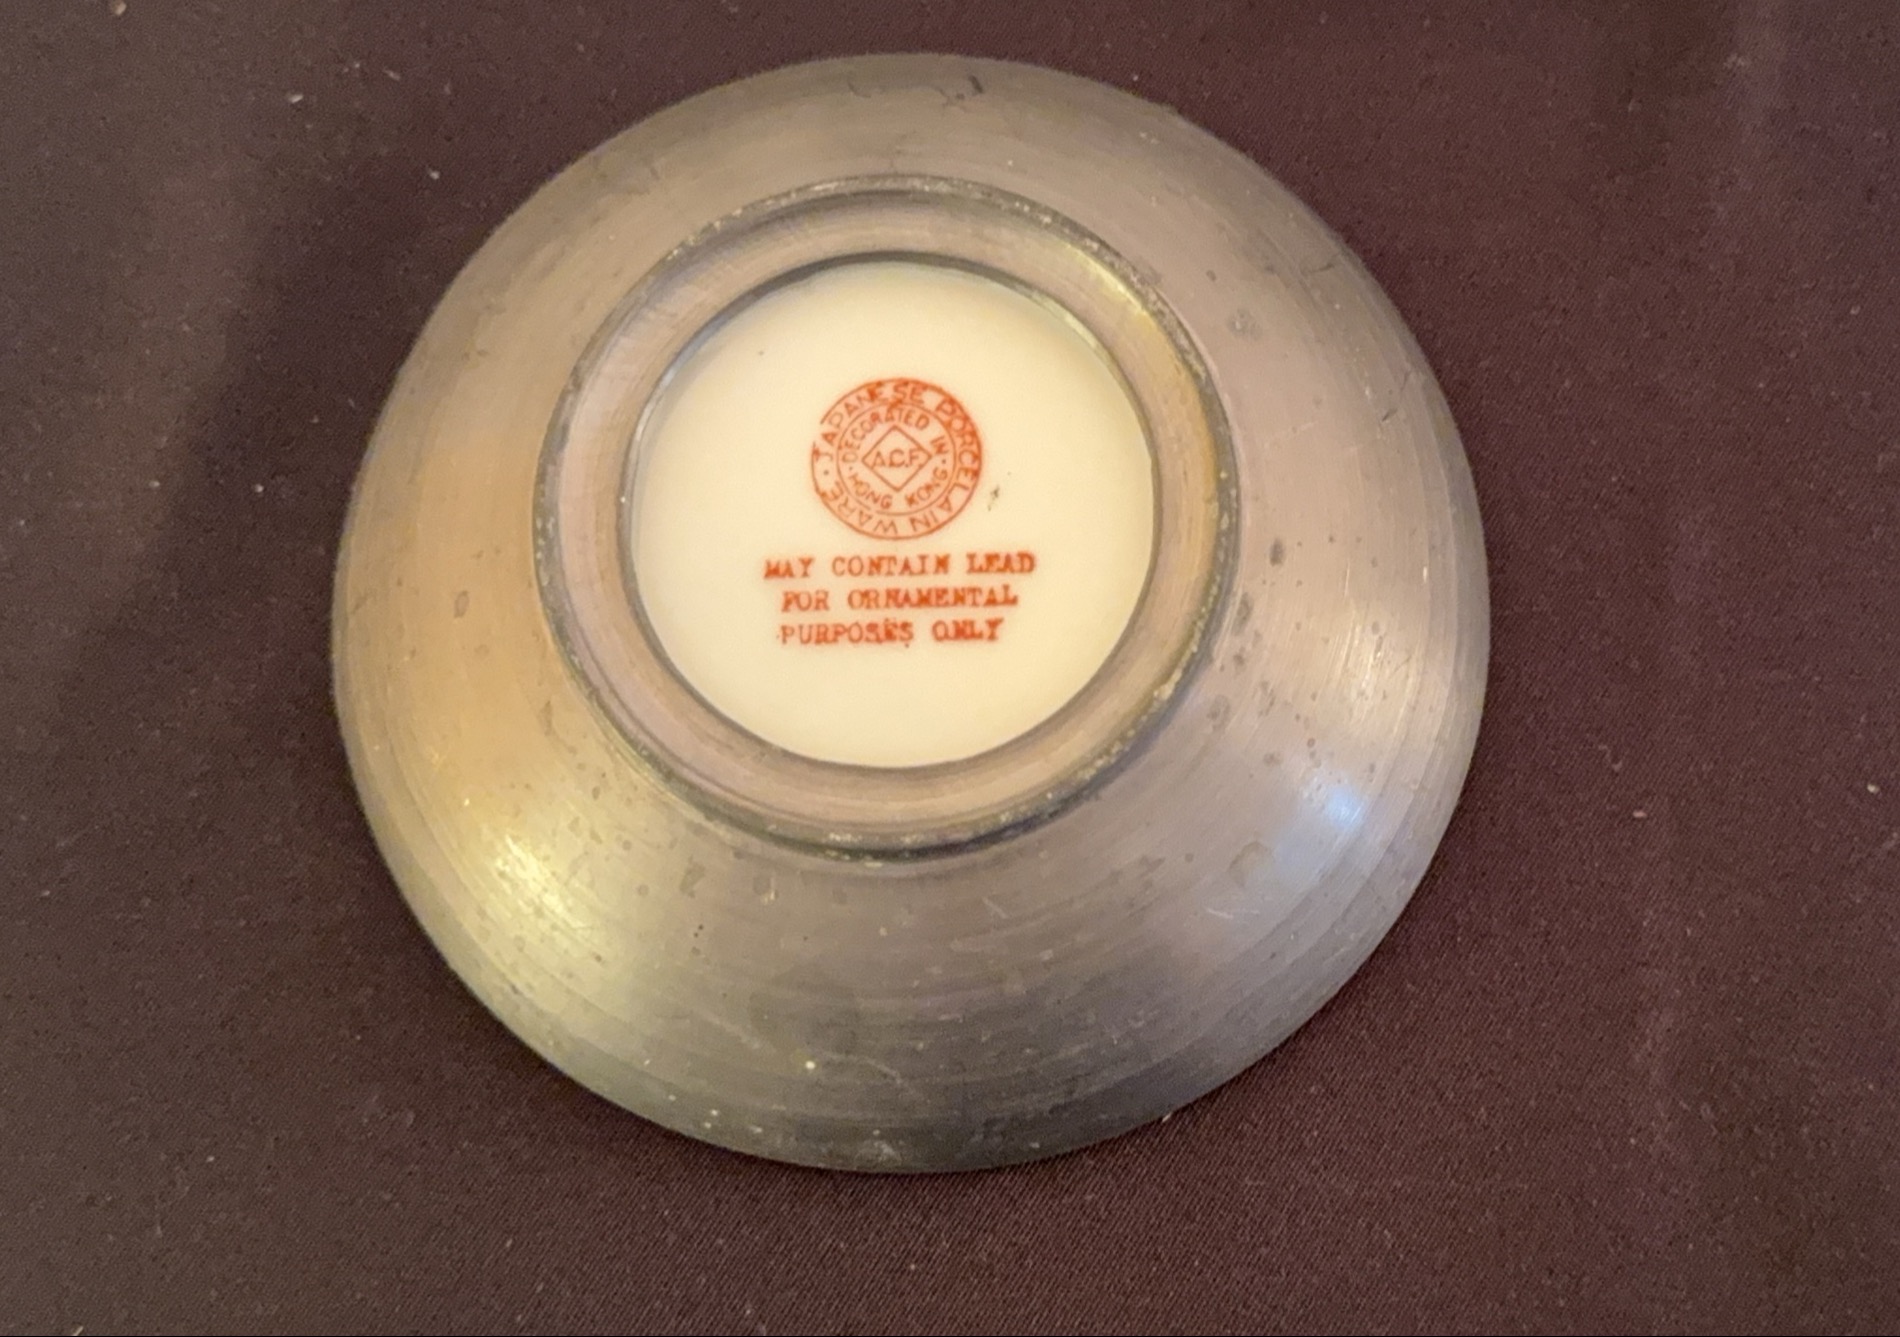 · JAPANESE PORCELAIN WARE
· DECORATED IN · HONG KONG
A.C.F.
MAY CONTAIN LEAD
FOR ORNAMENTAL
PURPOSES ONLY